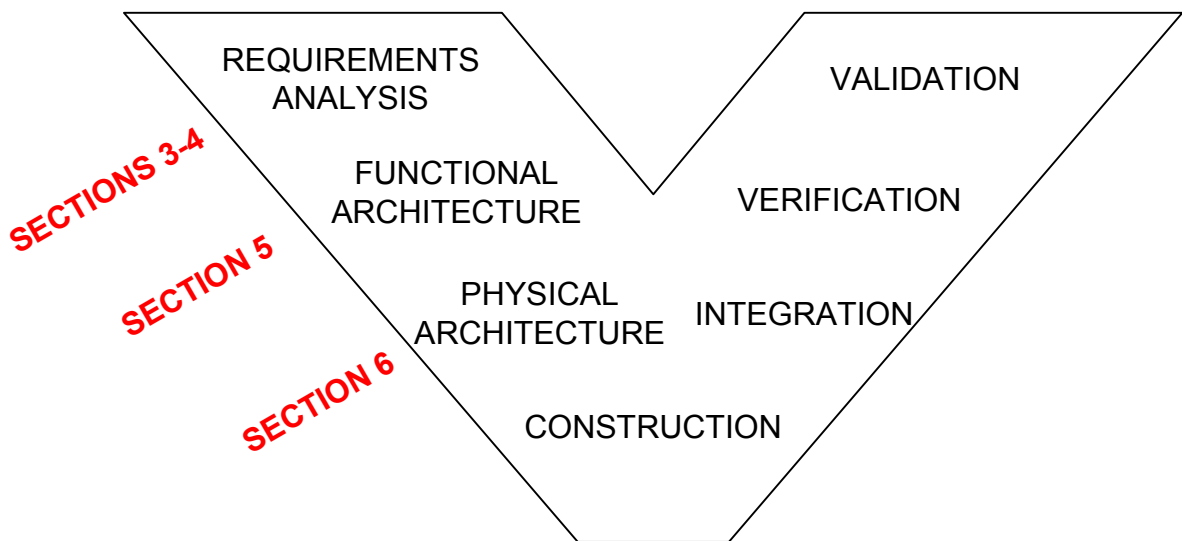 REQUIREMENTS
ANALYSIS
VALIDATION
SECTIONS 3-4
FUNCTIONAL
ARCHITECTURE
VERIFICATION
SECTION 5
PHYSICAL
ARCHITECTURE
INTEGRATION
SECTION 6
CONSTRUCTION